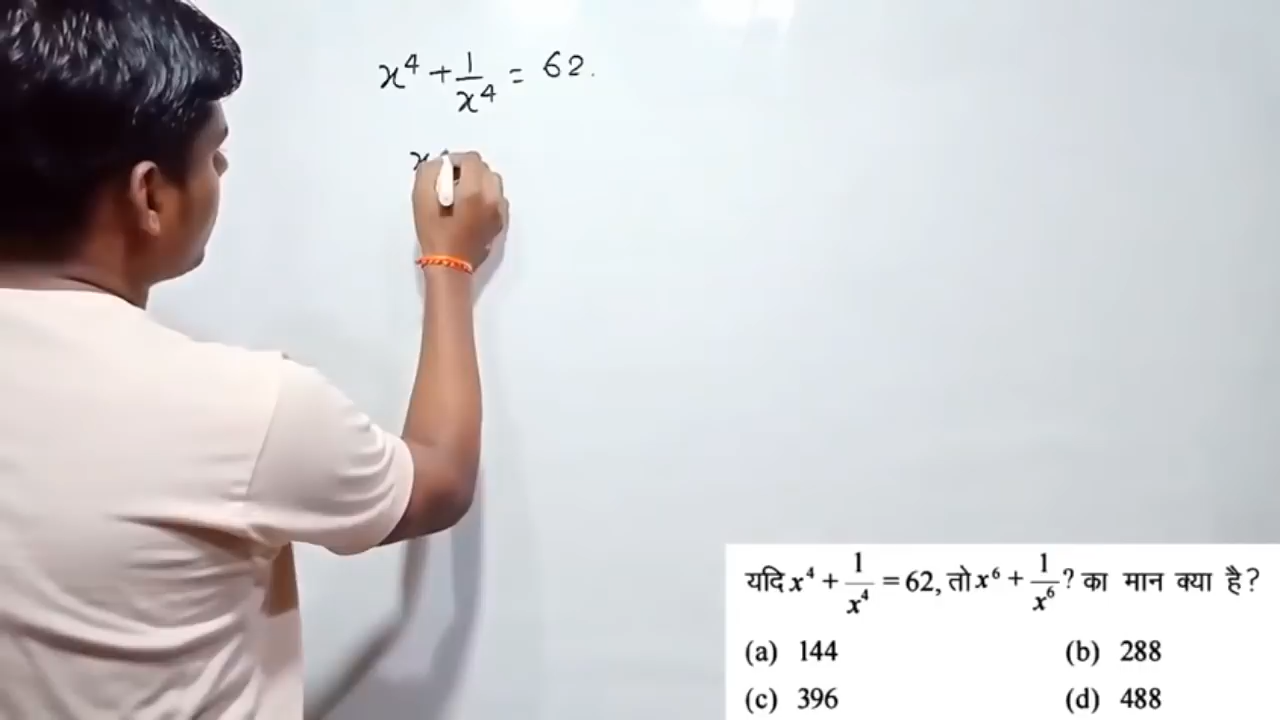 x⁴ + 1/x⁴ = 62.
x
यदि x⁴ + 1/x⁴ = 62, तो x⁶ + 1/x⁶ ? का मान क्या है ?
(a) 144 (b) 288
(c) 396 (d) 488